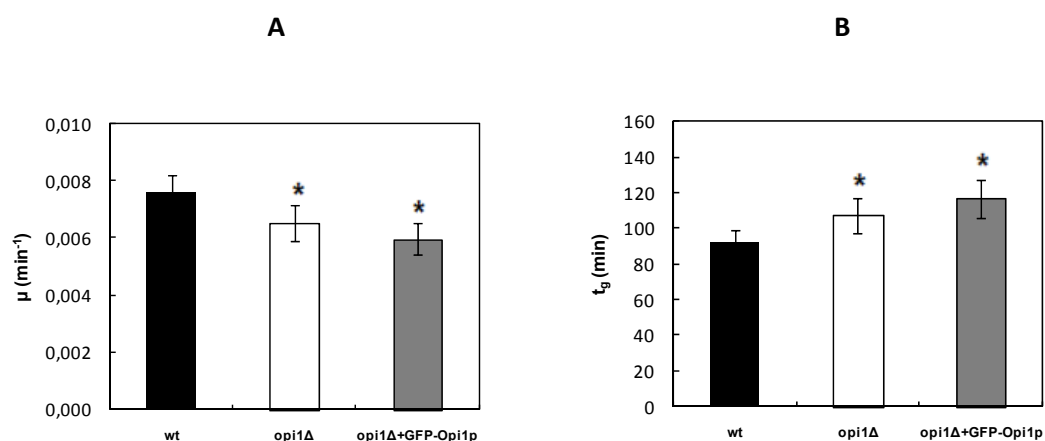 A
B
0,010
0,008
0,006
0,004
0,002
0,000
µ (min-1)
*
*
wt
opi1Δ
opi1Δ+GFP-Opi1p
160
140
120
100
80
60
40
20
0
tg (min)
*
*
wt
opi1Δ
opi1Δ+GFP-Opi1p